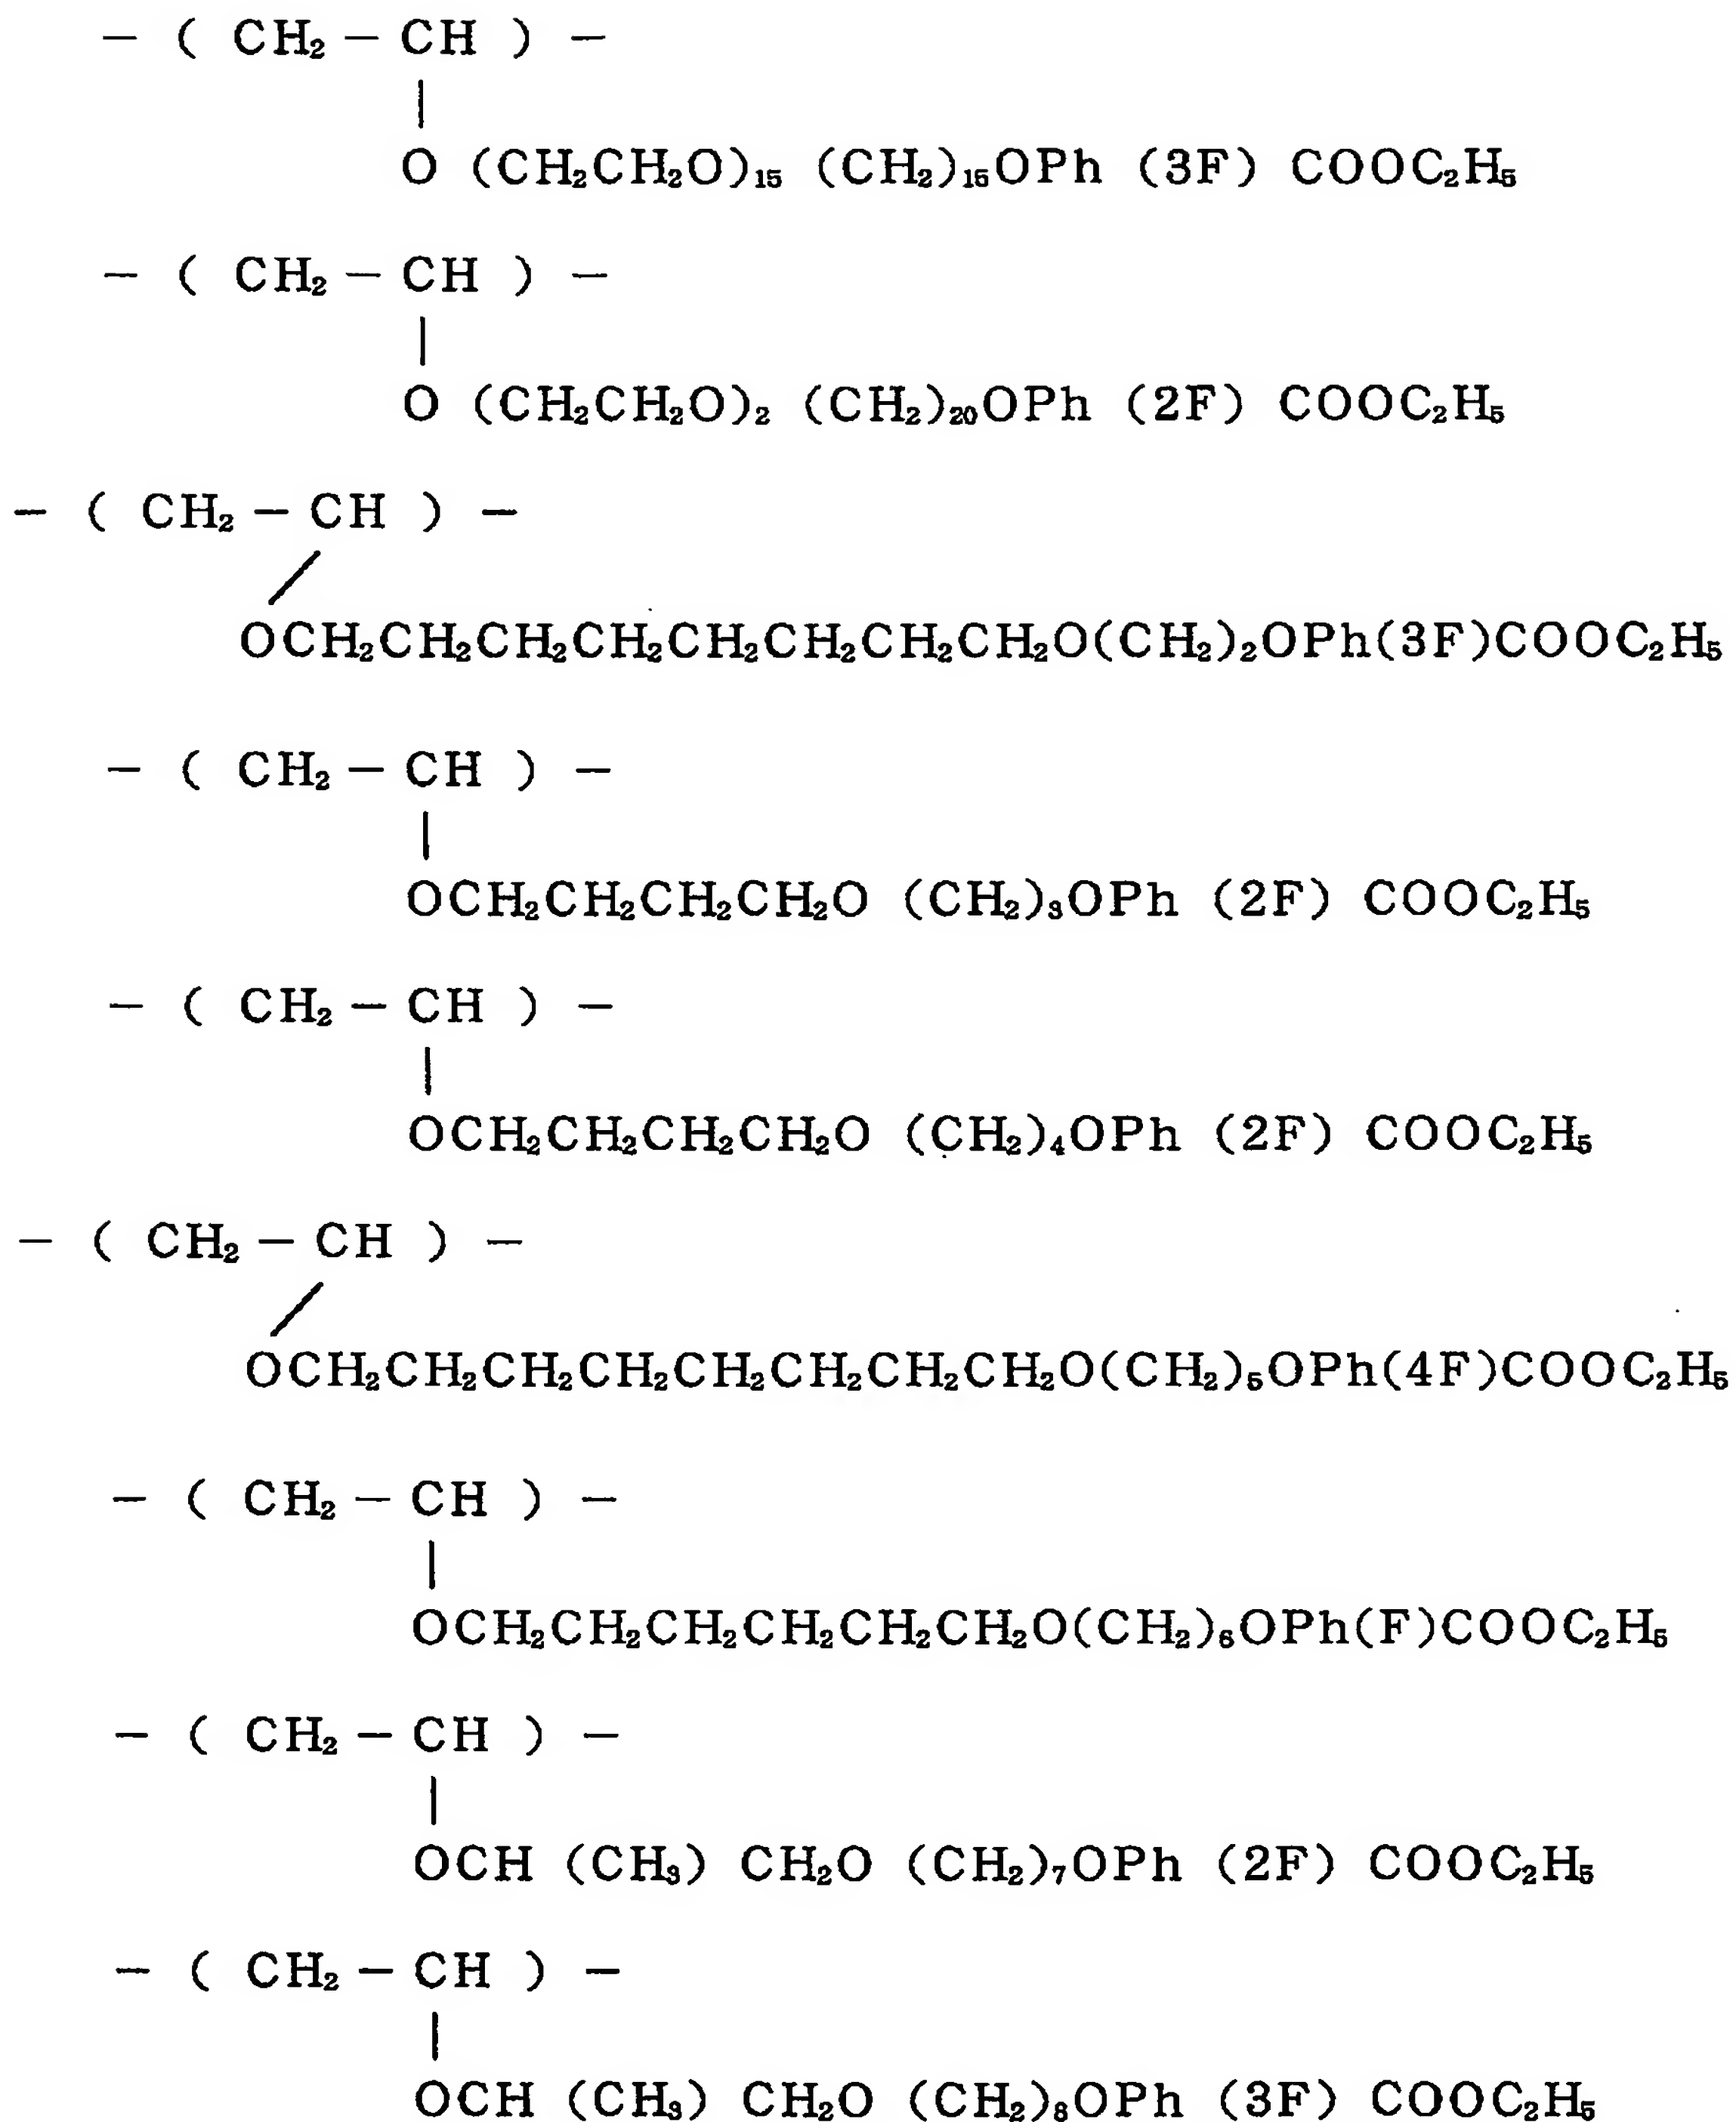 − ( CH₂ − CH ) −
|
O (CH₂CH₂O)₁₅ (CH₂)₁₅OPh (3F) COOC₂H₅
− ( CH₂ − CH ) −
|
O (CH₂CH₂O)₂ (CH₂)₂₀OPh (2F) COOC₂H₅
− ( CH₂ − CH ) −
/
OCH₂CH₂CH₂CH₂CH₂CH₂CH₂CH₂O(CH₂)₂OPh(3F)COOC₂H₅
− ( CH₂ − CH ) −
|
OCH₂CH₂CH₂CH₂O (CH₂)₃OPh (2F) COOC₂H₅
− ( CH₂ − CH ) −
|
OCH₂CH₂CH₂CH₂O (CH₂)₄OPh (2F) COOC₂H₅
− ( CH₂ − CH ) −
/
OCH₂CH₂CH₂CH₂CH₂CH₂CH₂CH₂O(CH₂)₅OPh(4F)COOC₂H₅
− ( CH₂ − CH ) −
|
OCH₂CH₂CH₂CH₂CH₂CH₂O(CH₂)₆OPh(F)COOC₂H₅
− ( CH₂ − CH ) −
|
OCH (CH₃) CH₂O (CH₂)₇OPh (2F) COOC₂H₅
− ( CH₂ − CH ) −
|
OCH (CH₃) CH₂O (CH₂)₈OPh (3F) COOC₂H₅